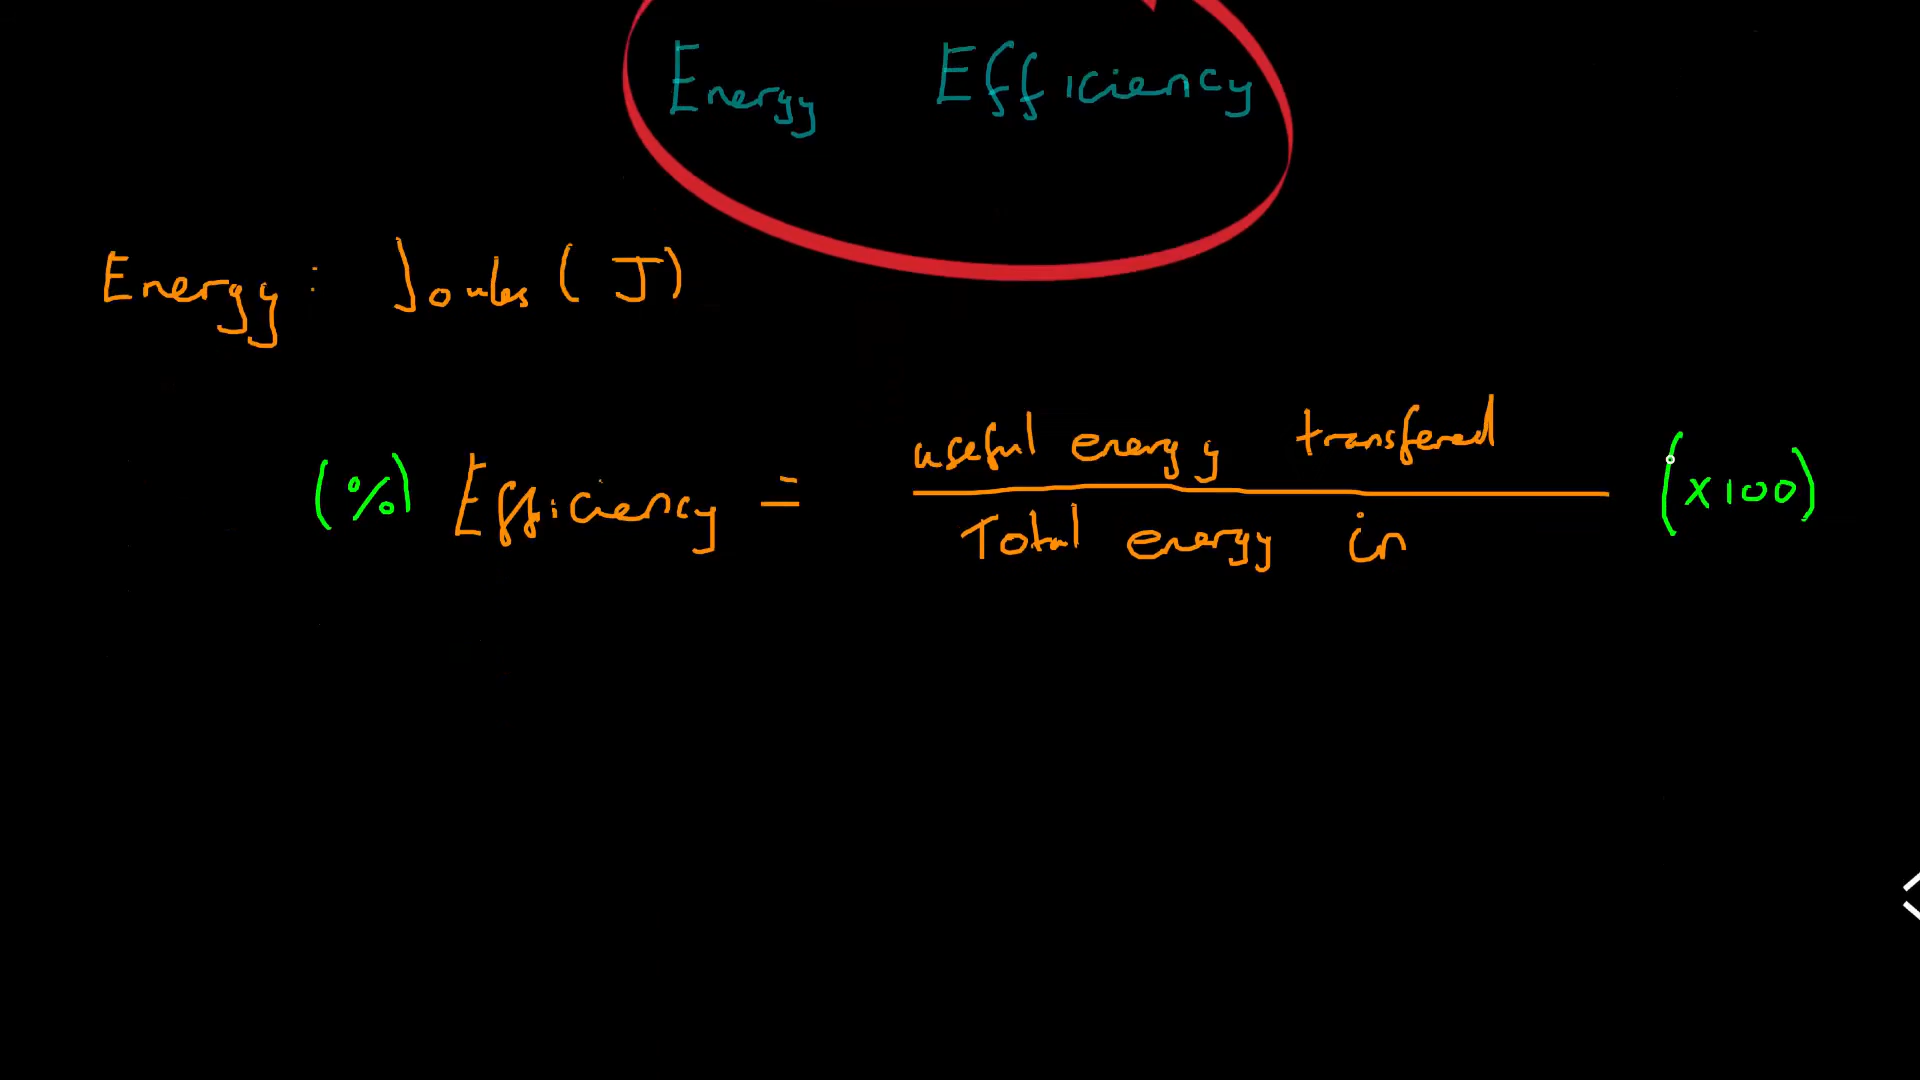 Energy Efficiency
Energy: Joules (J)
useful energy transfered
(%) Efficiency = (x100)
Total energy in